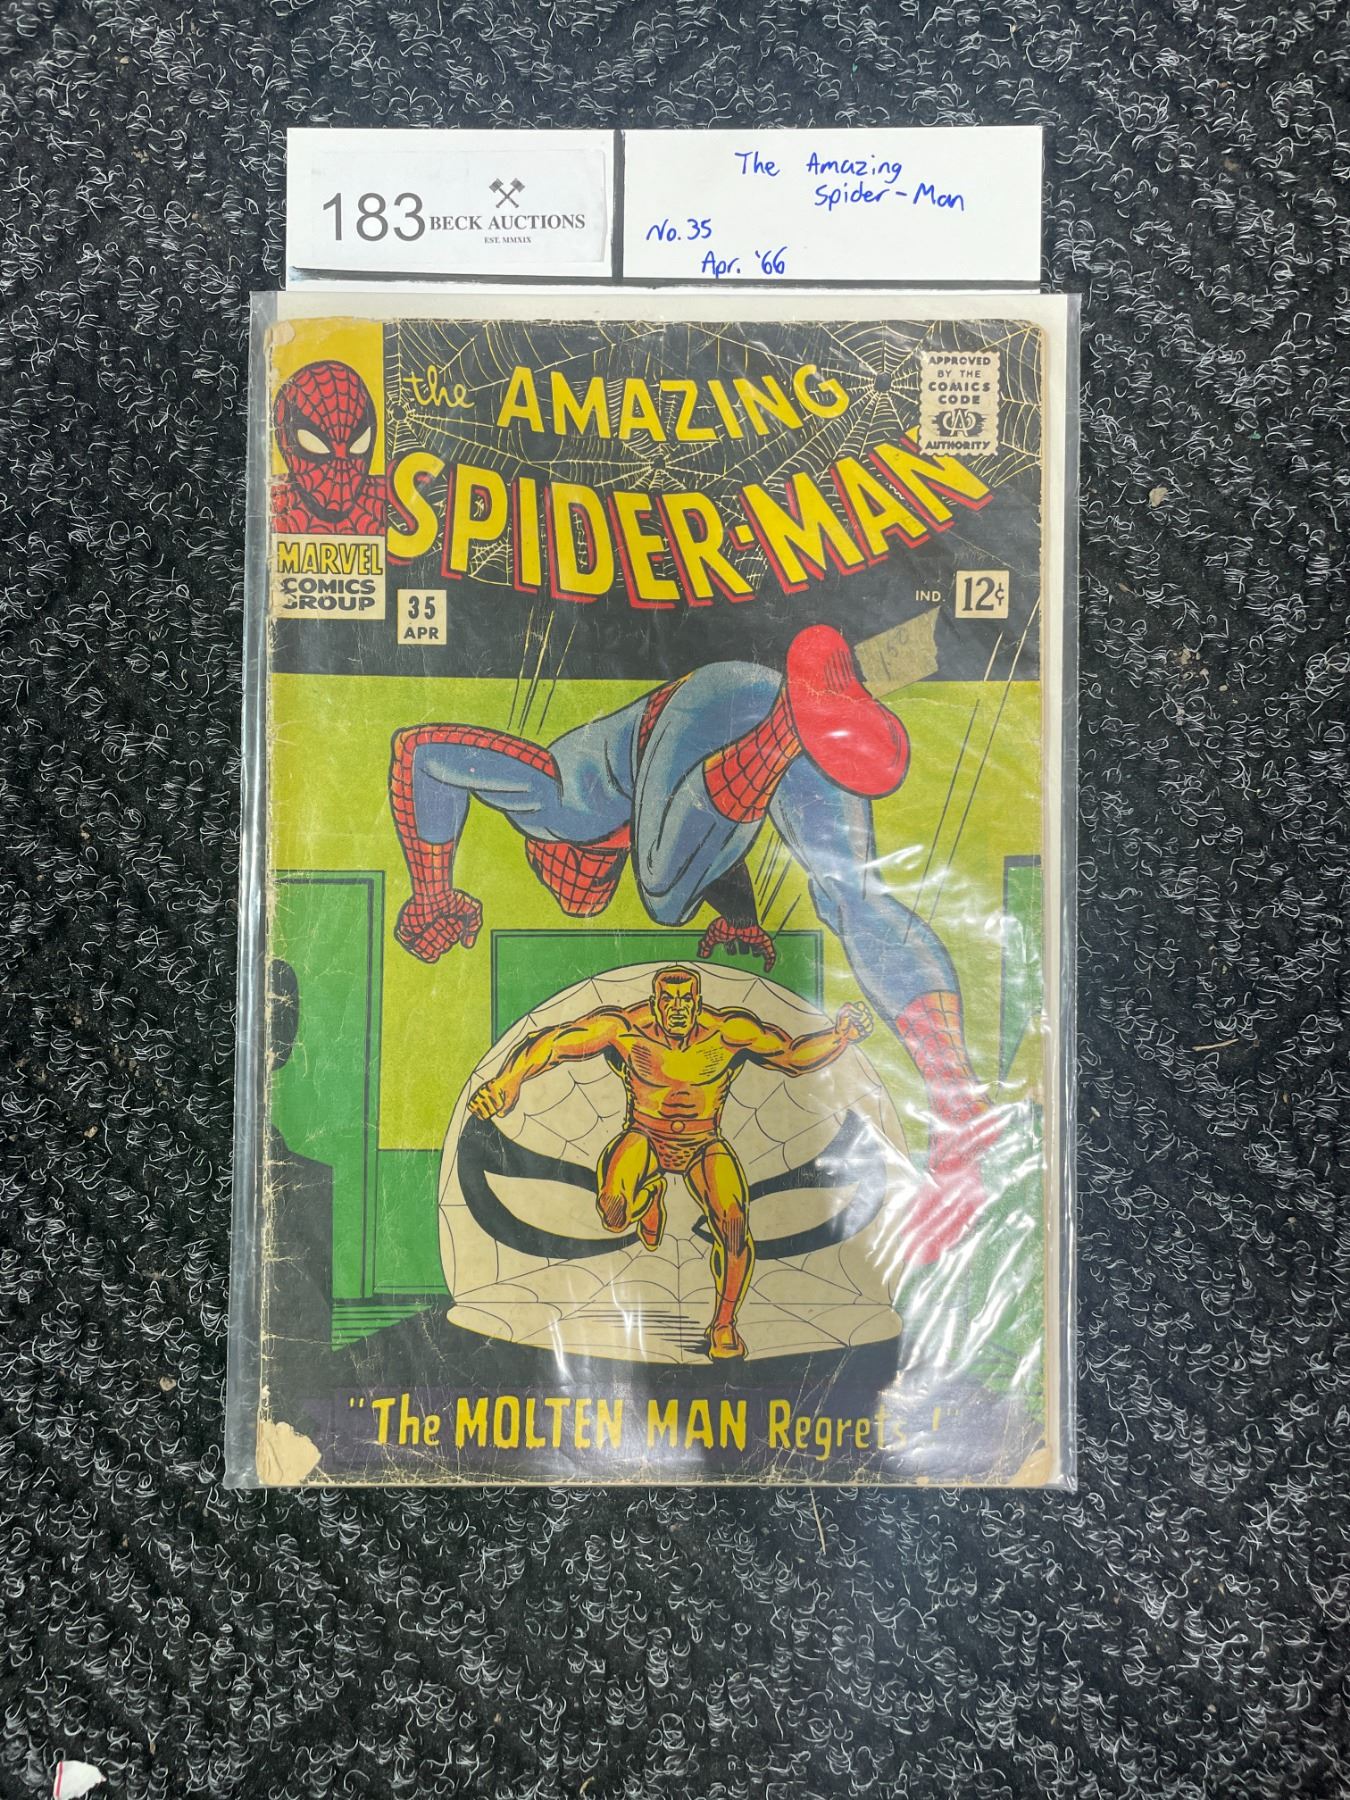 183
BECK AUCTIONS
EST. MMXIX
The Amazing
Spider-Man
No. 35
Apr. '66
the AMAZING
SPIDER-MAN
APPROVED
BY THE
COMICS
CODE
CA
AUTHORITY
MARVEL
COMICS
GROUP
35
APR
IND. 12¢
150
"The MOLTEN MAN Regrets..!"